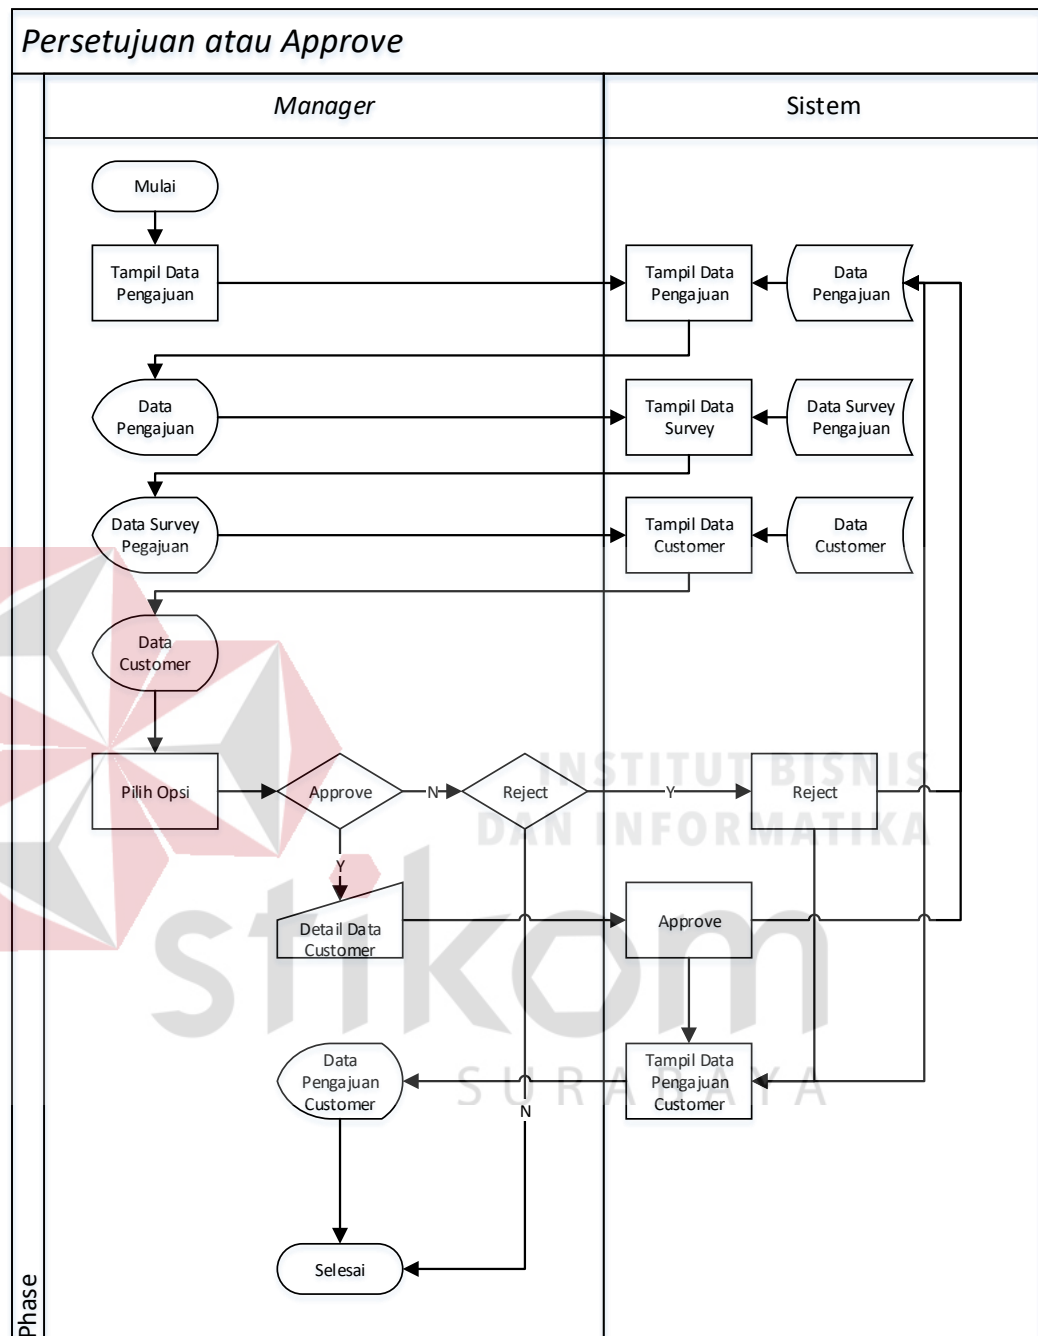 Persetujuan atau Approve
Manager
Sistem
Mulai
Tampil Data
Pengajuan
Tampil Data
Pengajuan
Data
Pengajuan
Data
Pengajuan
Tampil Data
Survey
Data Survey
Pengajuan
Data Survey
Pegajuan
Tampil Data
Customer
Data
Customer
Data
Customer
Pilih Opsi
Approve
N
Reject
Y
Reject
INSTITUT BISNIS
DAN INFORMATIKA
Y
Detail Data
Customer
Approve
stikom
Data
Pengajuan
Customer
Tampil Data
Pengajuan
Customer
SURABAYA
N
Selesai
Phase